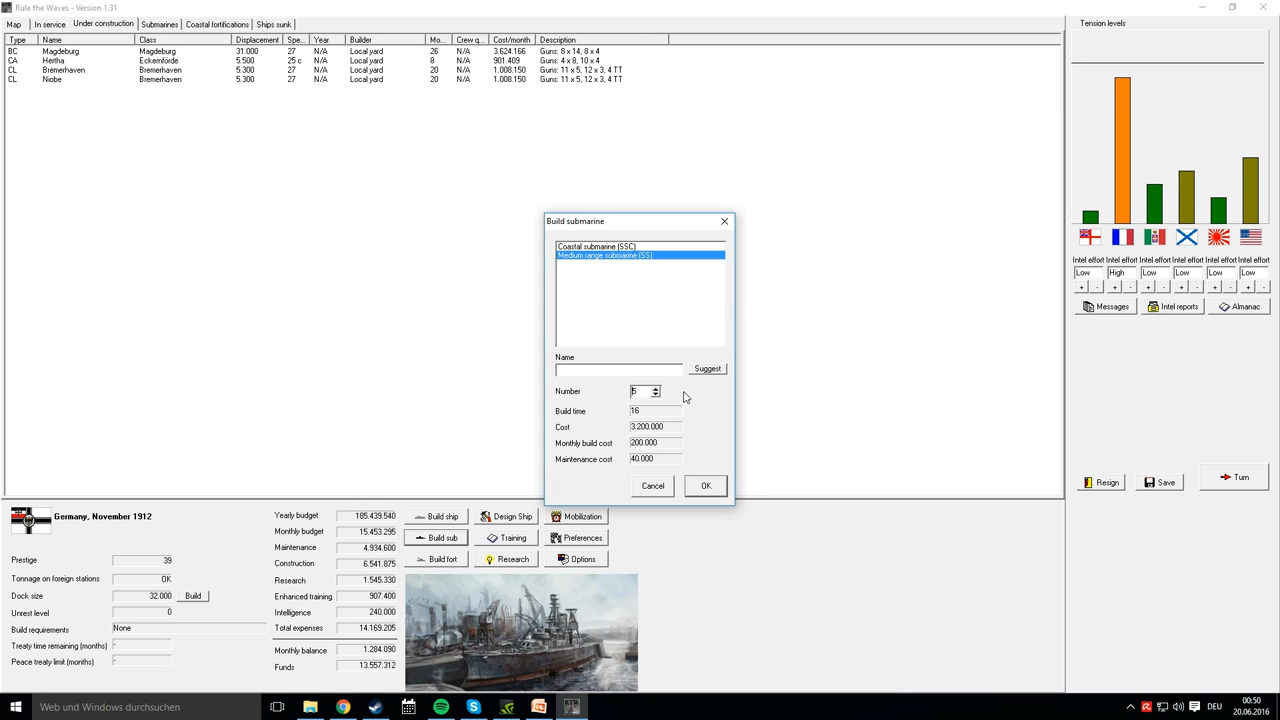 Rule the Waves - Version 1.31
Map In service Under construction Submarines Coastal fortifications Ships sunk
Type Name Class Displacement Spe... Year Builder Mo... Crew q... Cost/month Description
BC Magdeburg Magdeburg 31.000 27 N/A Local yard 26 N/A 3.624.166 Guns: 8 x 14, 8 x 4
CA Hertha Eckernförde 5.500 25 c N/A Local yard 8 N/A 901.409 Guns: 4 x 8, 10 x 4
CL Bremerhaven Bremerhaven 5.300 27 N/A Local yard 20 N/A 1.008.150 Guns: 11 x 5, 12 x 3, 4 TT
CL Niobe Bremerhaven 5.300 27 N/A Local yard 20 N/A 1.008.150 Guns: 11 x 5, 12 x 3, 4 TT
Tension levels
Intel effort Intel effort Intel effort Intel effort Intel effort Intel effort
Low High Low Low Low Low
+ - + - + - + - + - + -
Messages Intel reports Almanac
Resign Save Turn
Build submarine
Coastal submarine (SSC)
Medium range submarine (SS)
Name
Suggest
Number 5
Build time 16
Cost 3.200.000
Monthly build cost 200.000
Maintenance cost 40.000
Cancel OK
Germany, November 1912
Prestige 39
Tonnage on foreign stations OK
Dock size 32.000 Build
Unrest level 0
Build requirements None
Treaty time remaining (months) -
Peace treaty limit (months) -
Yearly budget 185.439.540
Monthly budget 15.453.295
Maintenance 4.934.600
Construction 6.541.875
Research 1.545.330
Enhanced training 907.400
Intelligence 240.000
Total expenses 14.169.205
Monthly balance 1.284.090
Funds 13.557.312
Build ship Design Ship Mobilization
Build sub Training Preferences
Build fort Research Options
Web und Windows durchsuchen
RTW
DEU
00:50
20.06.2016